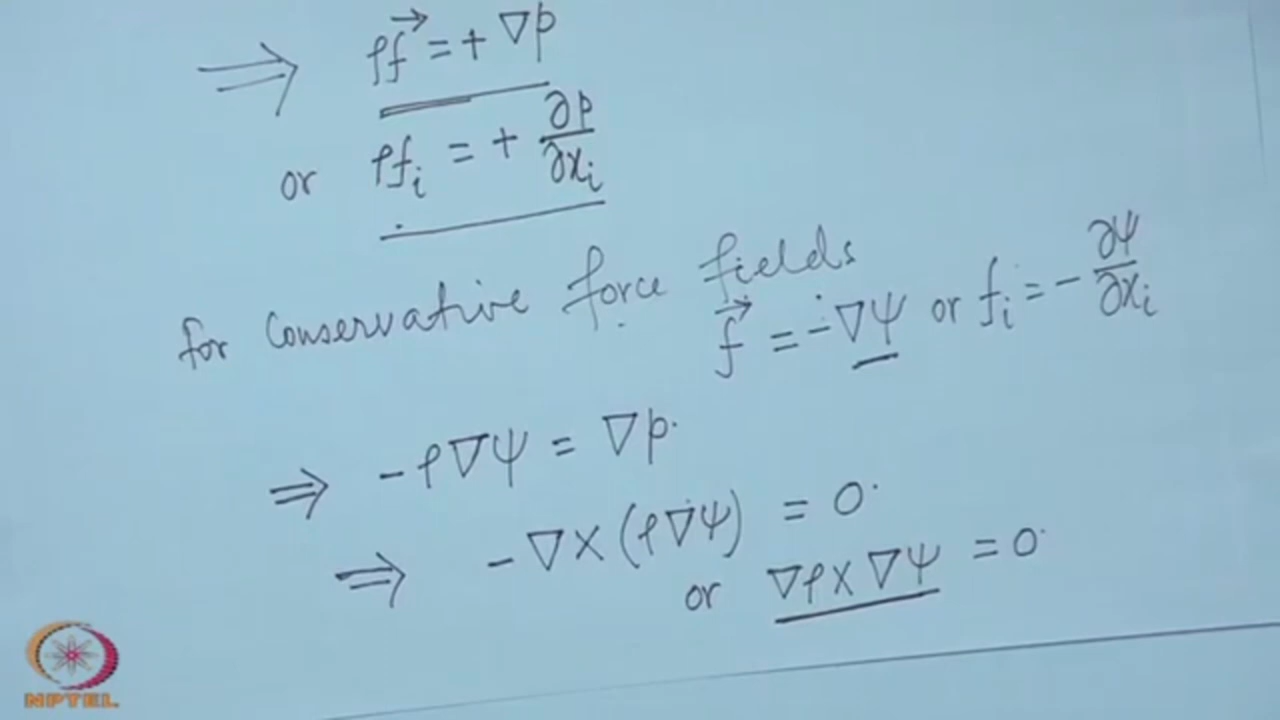 ⇒ ρf⃗ = + ∇p
or ρfᵢ = + ∂p/∂xᵢ
for conservative force fields
f⃗ = -∇ψ or fᵢ = - ∂ψ/∂xᵢ
⇒ -ρ∇ψ = ∇p.
⇒ -∇×(ρ∇ψ) = 0.
or ∇ρ×∇ψ = 0.
NPTEL